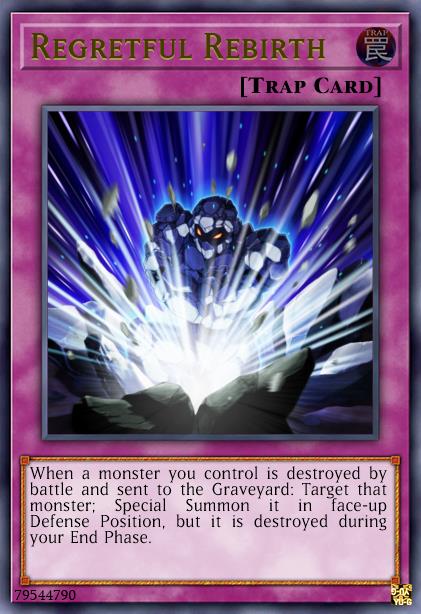 Regretful Rebirth
TRAP
罠
[Trap Card]
When a monster you control is destroyed by
battle and sent to the Graveyard: Target that
monster; Special Summon it in face-up
Defense Position, but it is destroyed during
your End Phase.
79544790